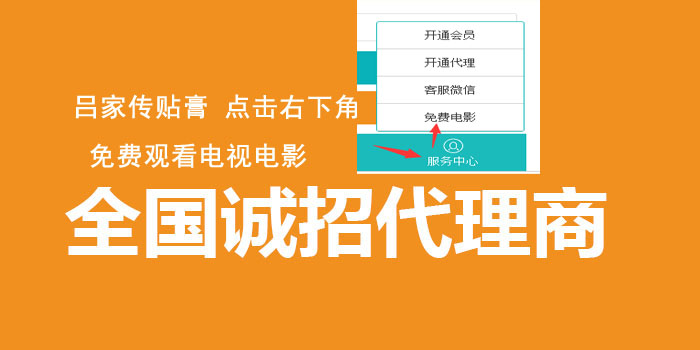 开通会员
开通代理
客服微信
免费电影
服务中心
吕家传贴膏 点击右下角
免费观看电视电影
全国诚招代理商